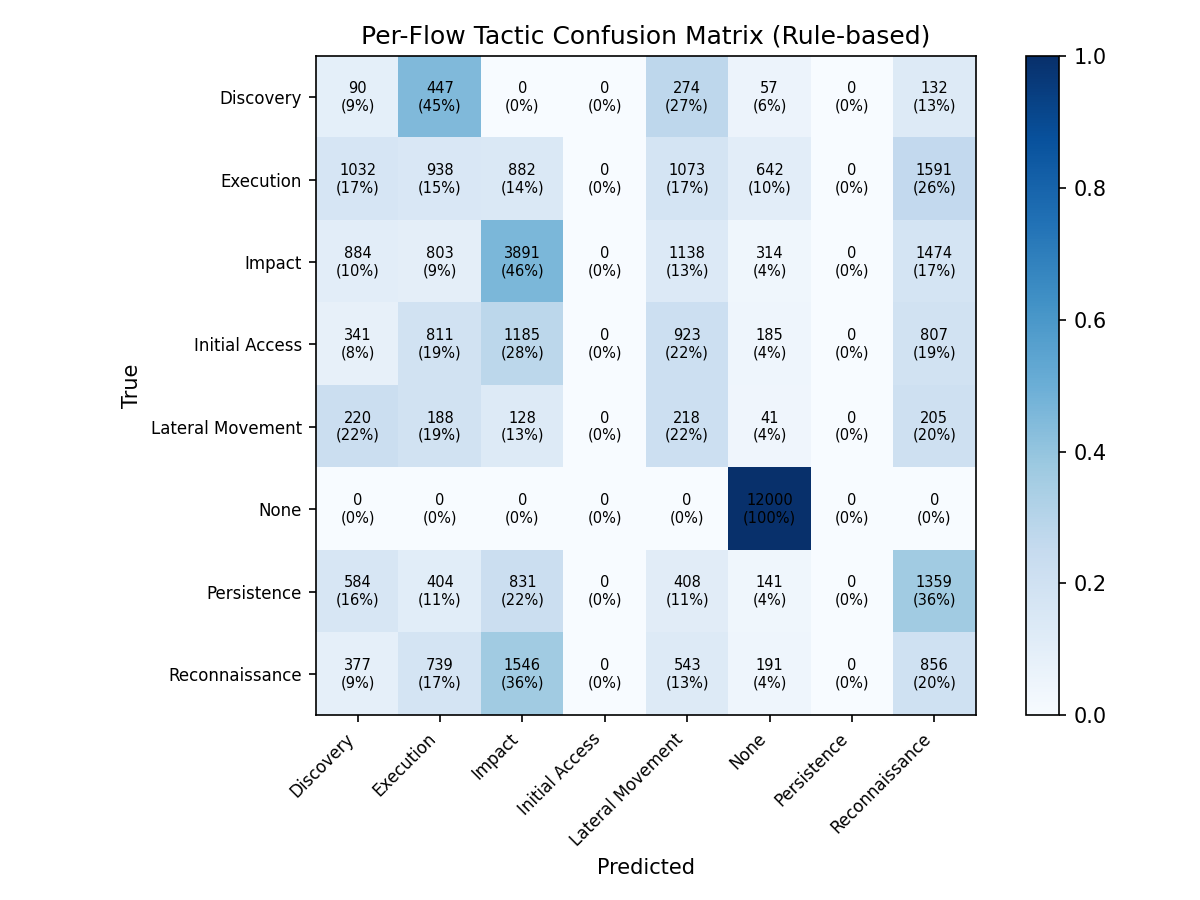 Per-Flow Tactic Confusion Matrix (Rule-based)
Discovery
90 447 0 0 274 57 0 132
(9%) (45%) (0%) (0%) (27%) (6%) (0%) (13%)
Execution
1032 938 882 0 1073 642 0 1591
(17%) (15%) (14%) (0%) (17%) (10%) (0%) (26%)
Impact
884 803 3891 0 1138 314 0 1474
(10%) (9%) (46%) (0%) (13%) (4%) (0%) (17%)
Initial Access
341 811 1185 0 923 185 0 807
(8%) (19%) (28%) (0%) (22%) (4%) (0%) (19%)
Lateral Movement
220 188 128 0 218 41 0 205
(22%) (19%) (13%) (0%) (22%) (4%) (0%) (20%)
None
0 0 0 0 0 12000 0 0
(0%) (0%) (0%) (0%) (0%) (100%) (0%) (0%)
Persistence
584 404 831 0 408 141 0 1359
(16%) (11%) (22%) (0%) (11%) (4%) (0%) (36%)
Reconnaissance
377 739 1546 0 543 191 0 856
(9%) (17%) (36%) (0%) (13%) (4%) (0%) (20%)
True
Discovery
Execution
Impact
Initial Access
Lateral Movement
None
Persistence
Reconnaissance
Predicted
1.0
0.8
0.6
0.4
0.2
0.0